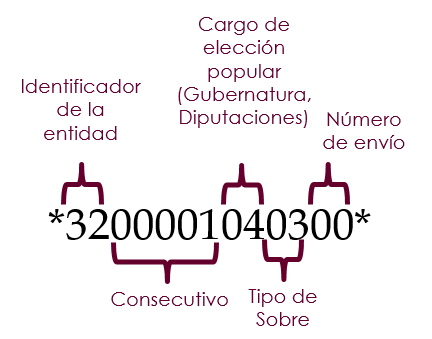 Cargo de
elección
popular
(Gubernatura,
Diputaciones)
Identificador
de la
entidad
Número
de envío
*3200001040300*
Consecutivo
Tipo de
Sobre